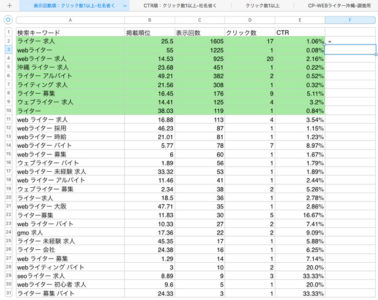 表示回数順：クリック数1以上-社名省く CTR順：クリック数1以上-社名省く クリック数1以上 CP-WEBライター沖縄-調査用
A B C D E F
1 検索キーワード 掲載順位 表示回数 クリック数 CTR
2 ライター 求人 25.5 1605 17 1.06% =
3 webライター 55 1225 1 0.08%
4 webライター 求人 14.53 925 20 2.16%
5 沖縄 ライター 求人 23.68 451 1 0.22%
6 ライター アルバイト 49.21 382 2 0.52%
7 ライティング 求人 21.56 308 1 0.32%
8 ライター 募集 16.45 176 9 5.11%
9 ウェブライター 求人 14.41 125 4 3.2%
10 ライター 38.03 119 1 0.84%
11 web ライター 求人 16.88 113 4 3.54%
12 web ライター 採用 46.23 87 1 1.15%
13 web ライター 時給 21.01 81 1 1.23%
14 web ライター バイト 5.77 78 7 8.97%
15 web ライター 募集 6 60 1 1.67%
16 ウェブライター バイト 1.89 56 1 1.79%
17 web ライター 未経験 求人 33.32 53 1 1.89%
18 web ライター アルバイト 11.46 41 1 2.44%
19 ウェブライター 募集 2.34 38 2 5.26%
20 ライター求人 18.5 36 1 2.78%
21 webライター 大阪 47.71 35 1 2.86%
22 ライター募集 11.83 30 5 16.67%
23 webライター バイト 10.33 27 2 7.41%
24 gmo 求人 17.36 22 2 9.09%
25 ライター 未経験 求人 45.35 17 1 5.88%
26 ライター 会社 24.38 16 1 6.25%
27 web ライター 募集 1.29 14 1 7.14%
28 webライティング バイト 3 10 2 20.0%
29 seoライター 求人 8.89 9 3 33.33%
30 webライター 初心者 求人 9.6 5 1 20.0%
31 ライター 募集 バイト 24.33 3 1 33.33%